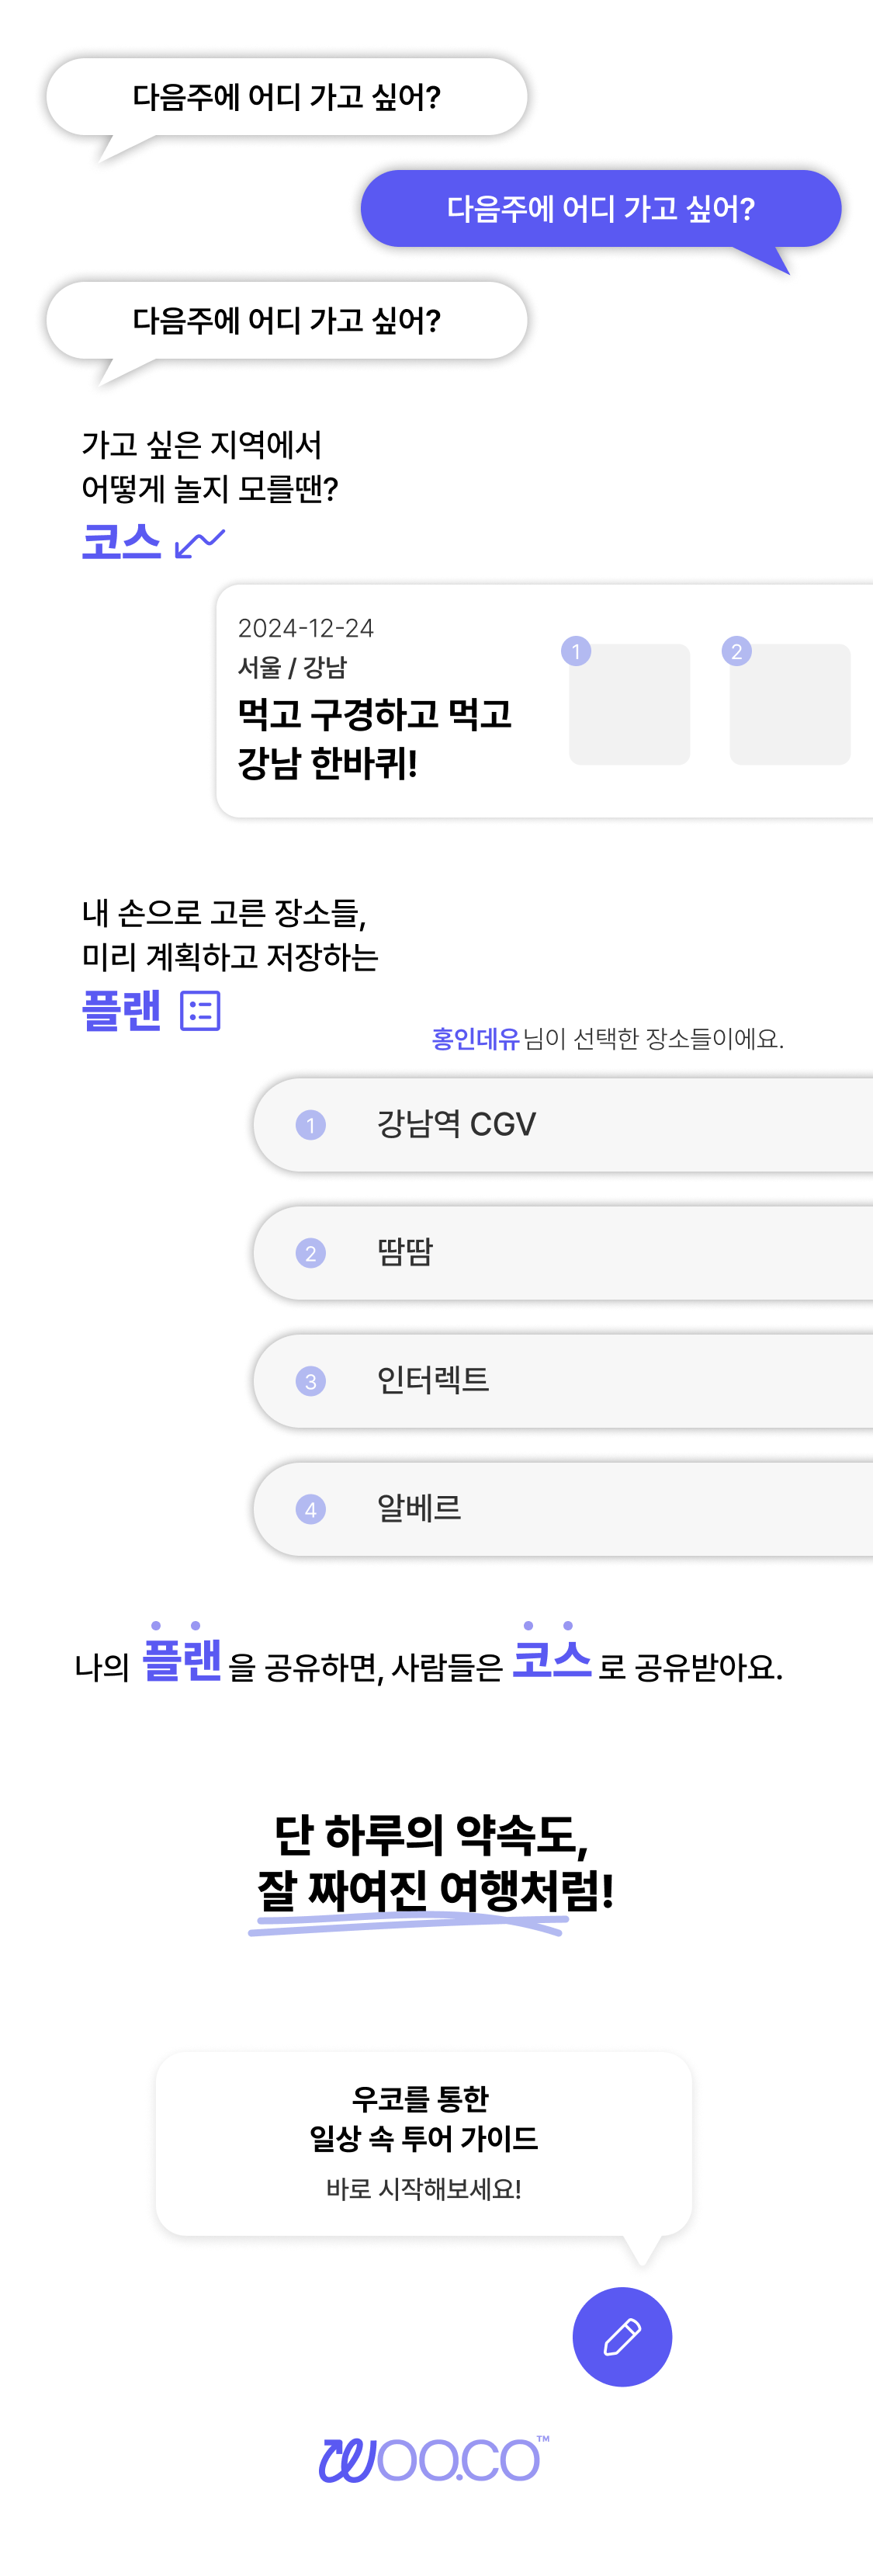 다음주에 어디 가고 싶어?
다음주에 어디 가고 싶어?
다음주에 어디 가고 싶어?
가고 싶은 지역에서
어떻게 놀지 모를땐?
코스
2024-12-24
서울 / 강남
먹고 구경하고 먹고
강남 한바퀴!
1
2
내 손으로 고른 장소들,
미리 계획하고 저장하는
플랜
홍인데유님이 선택한 장소들이에요.
1 강남역 CGV
2 땀땀
3 인터렉트
4 알베르
나의 플랜을 공유하면, 사람들은 코스로 공유받아요.
단 하루의 약속도,
잘 짜여진 여행처럼!
우코를 통한
일상 속 투어 가이드
바로 시작해보세요!
WOO.CO™